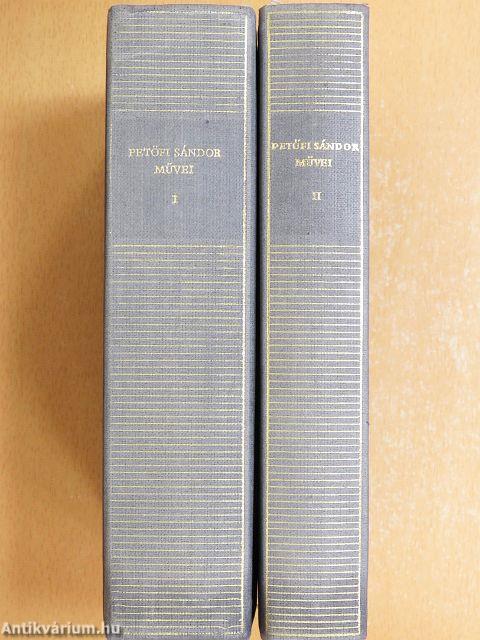 PETŐFI SÁNDOR
MŰVEI
I
PETŐFI SÁNDOR
MŰVEI
II
Antikvárium.hu